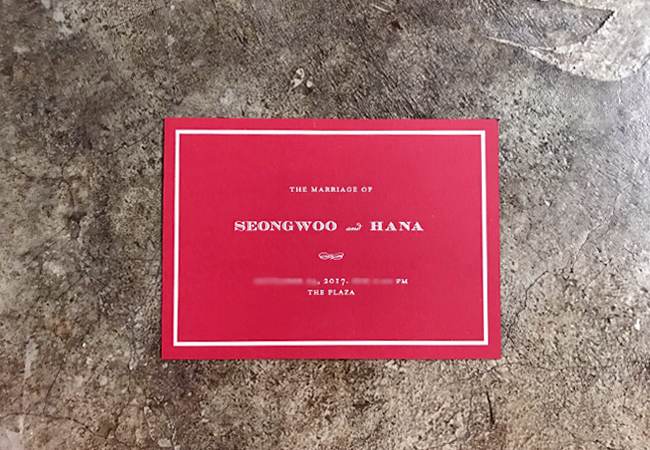 THE MARRIAGE OF
SEONGWOO and HANA
, 2017. PM
THE PLAZA